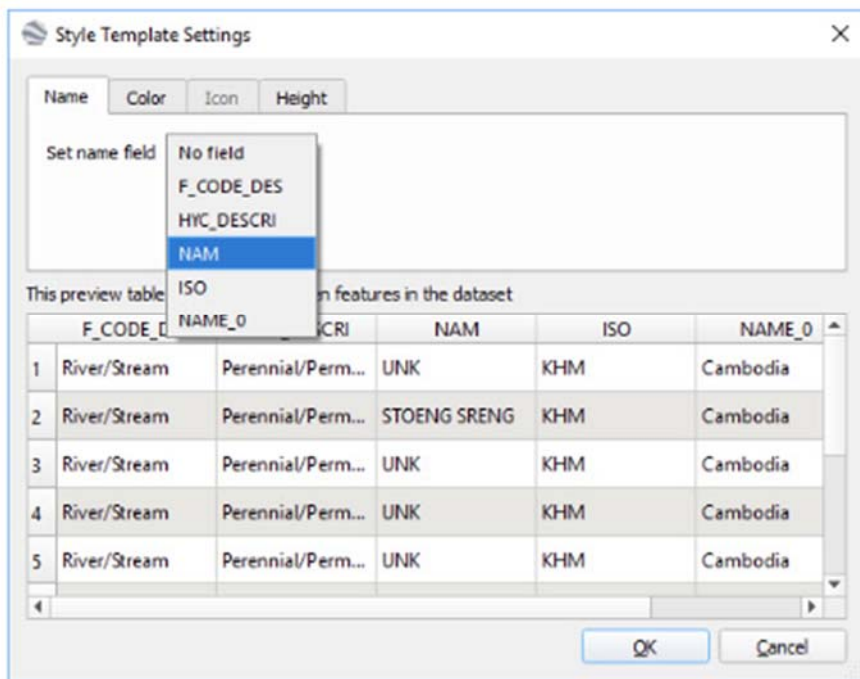 Style Template Settings
Name Color Icon Height
Set name field
No field
F_CODE_DES
HYC_DESCRI
NAM
ISO
NAME_0
This preview table n features in the dataset
F_CODE_D CRI NAM ISO NAME_0
1 River/Stream Perennial/Perm... UNK KHM Cambodia
2 River/Stream Perennial/Perm... STOENG SRENG KHM Cambodia
3 River/Stream Perennial/Perm... UNK KHM Cambodia
4 River/Stream Perennial/Perm... UNK KHM Cambodia
5 River/Stream Perennial/Perm... UNK KHM Cambodia
OK Cancel